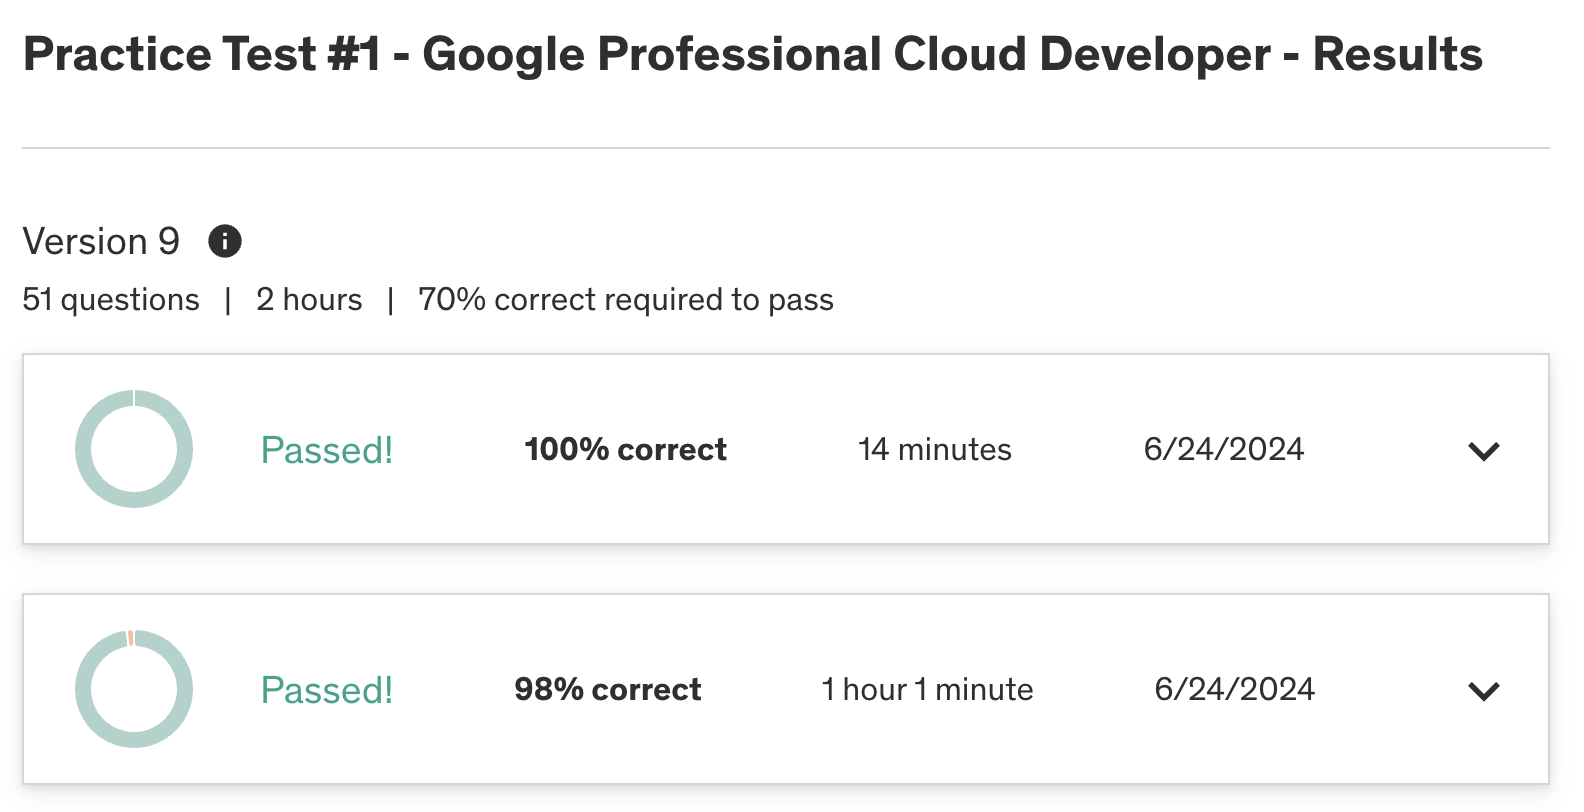 Practice Test #1 - Google Professional Cloud Developer - Results
Version 9
51 questions | 2 hours | 70% correct required to pass
Passed! 100% correct 14 minutes 6/24/2024
Passed! 98% correct 1 hour 1 minute 6/24/2024